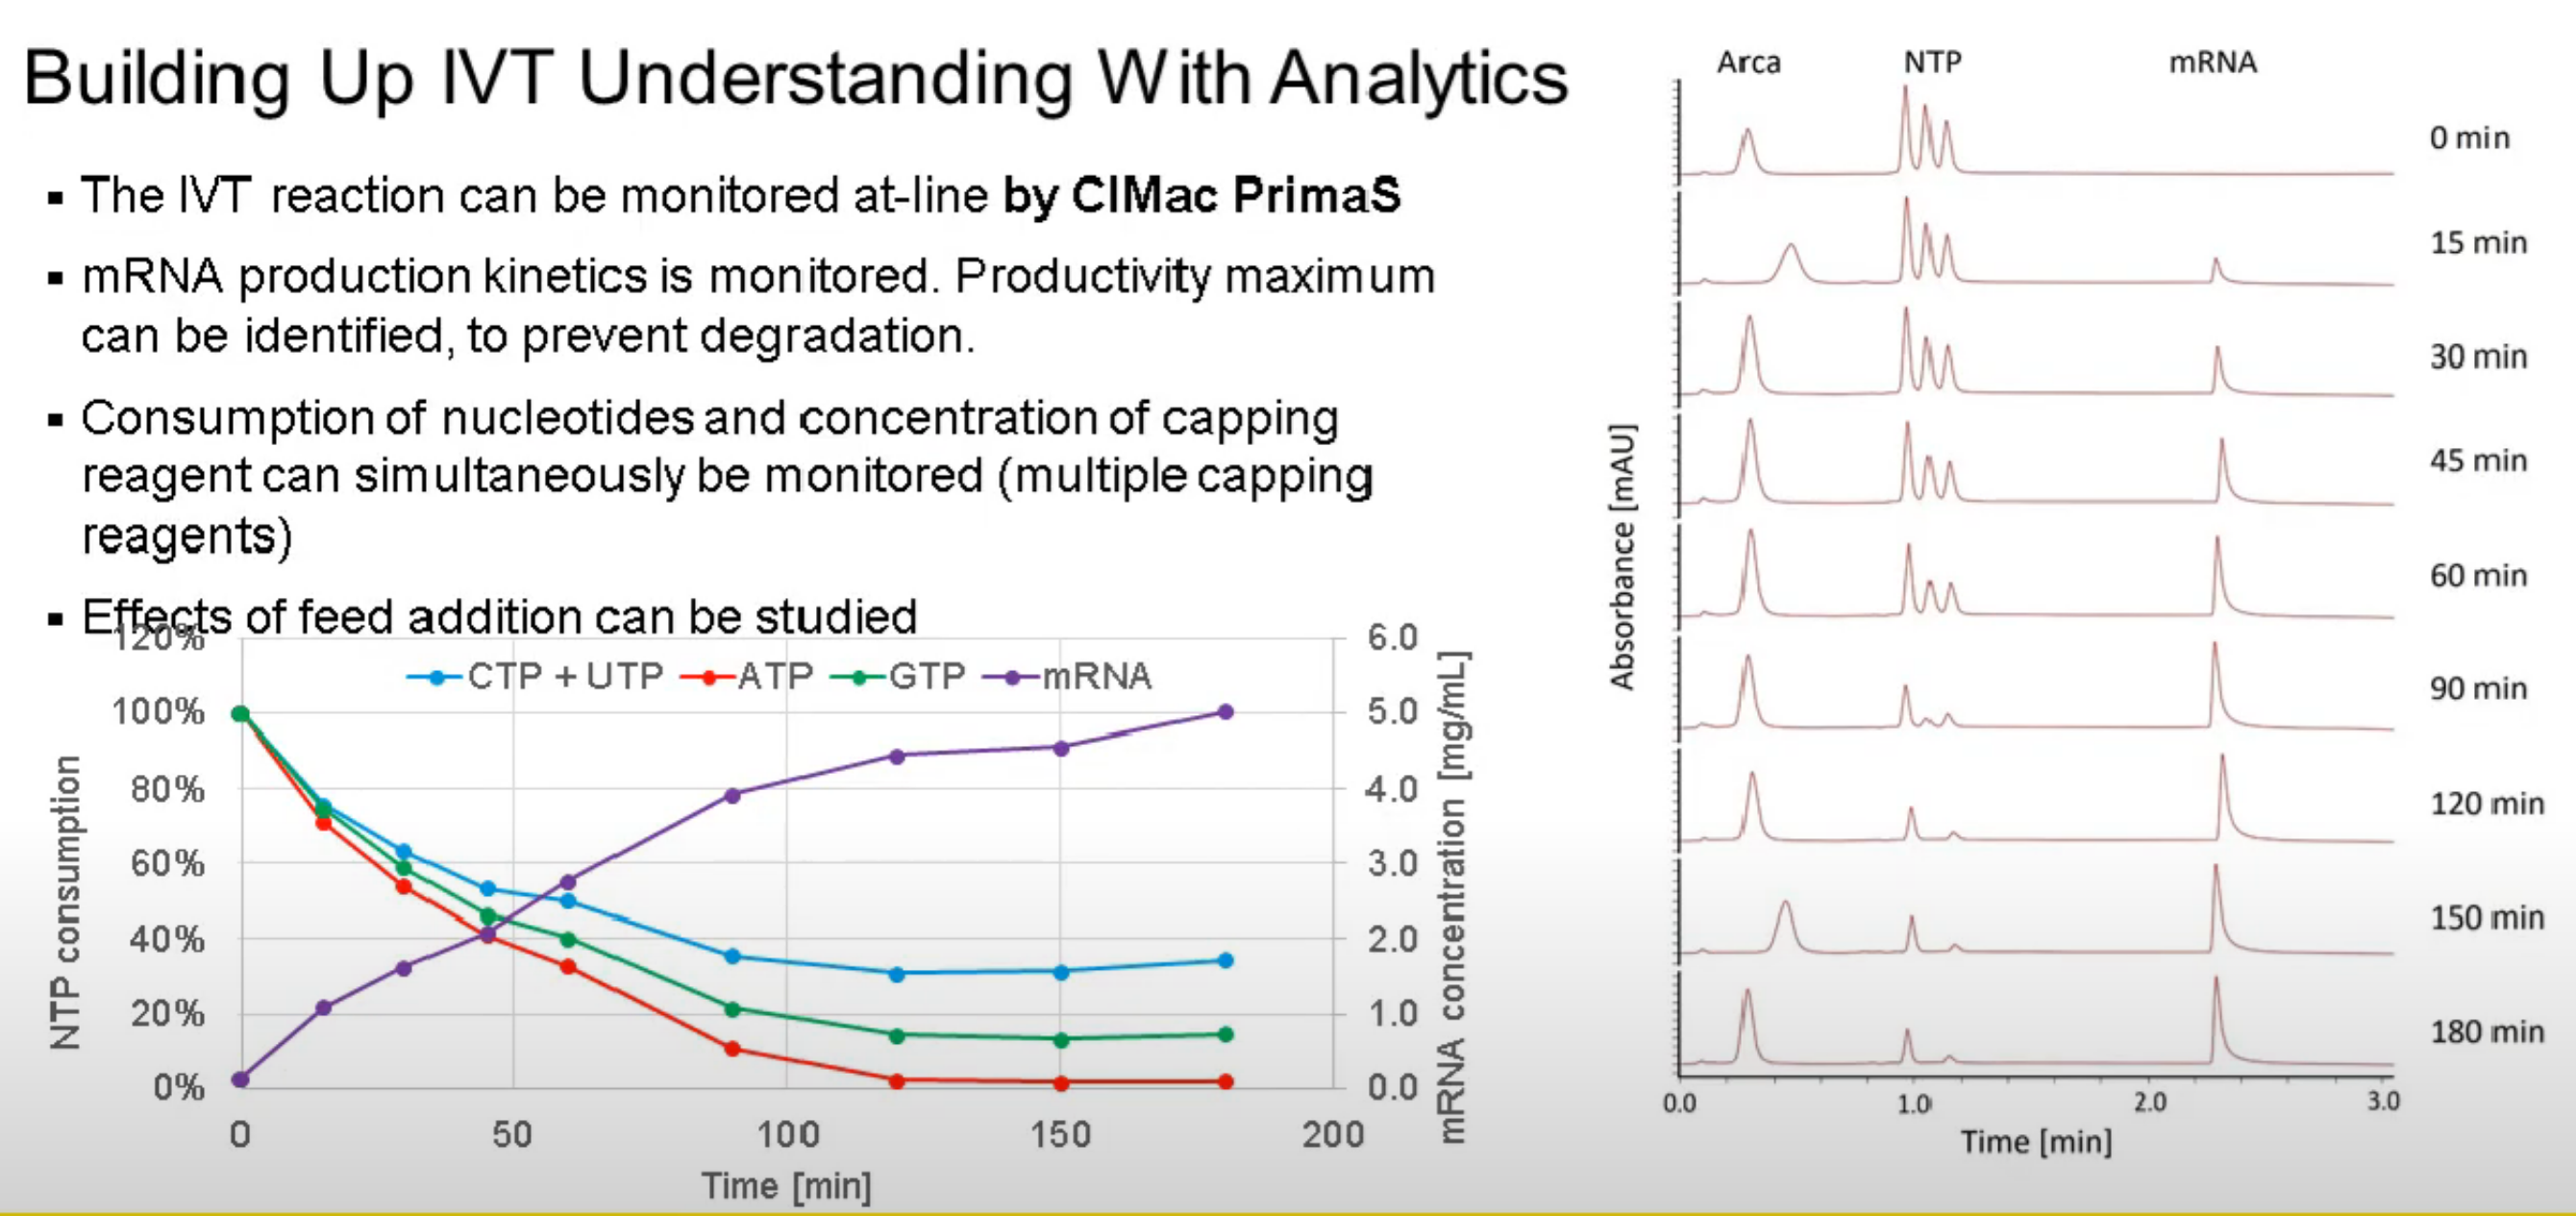 Building Up IVT Understanding With Analytics
▪ The IVT reaction can be monitored at-line by CIMac PrimaS
▪ mRNA production kinetics is monitored. Productivity maximum
can be identified, to prevent degradation.
▪ Consumption of nucleotides and concentration of capping
reagent can simultaneously be monitored (multiple capping
reagents)
▪ Effects of feed addition can be studied
CTP + UTP ATP GTP mRNA
NTP consumption
120%
100%
80%
60%
40%
20%
0%
6.0
5.0
4.0
3.0
2.0
1.0
0.0
mRNA concentration [mg/mL]
0 50 100 150 200
Time [min]
Arca NTP mRNA
0 min
15 min
30 min
45 min
60 min
90 min
120 min
150 min
180 min
Absorbance [mAU]
0.0 1.0 2.0 3.0
Time [min]